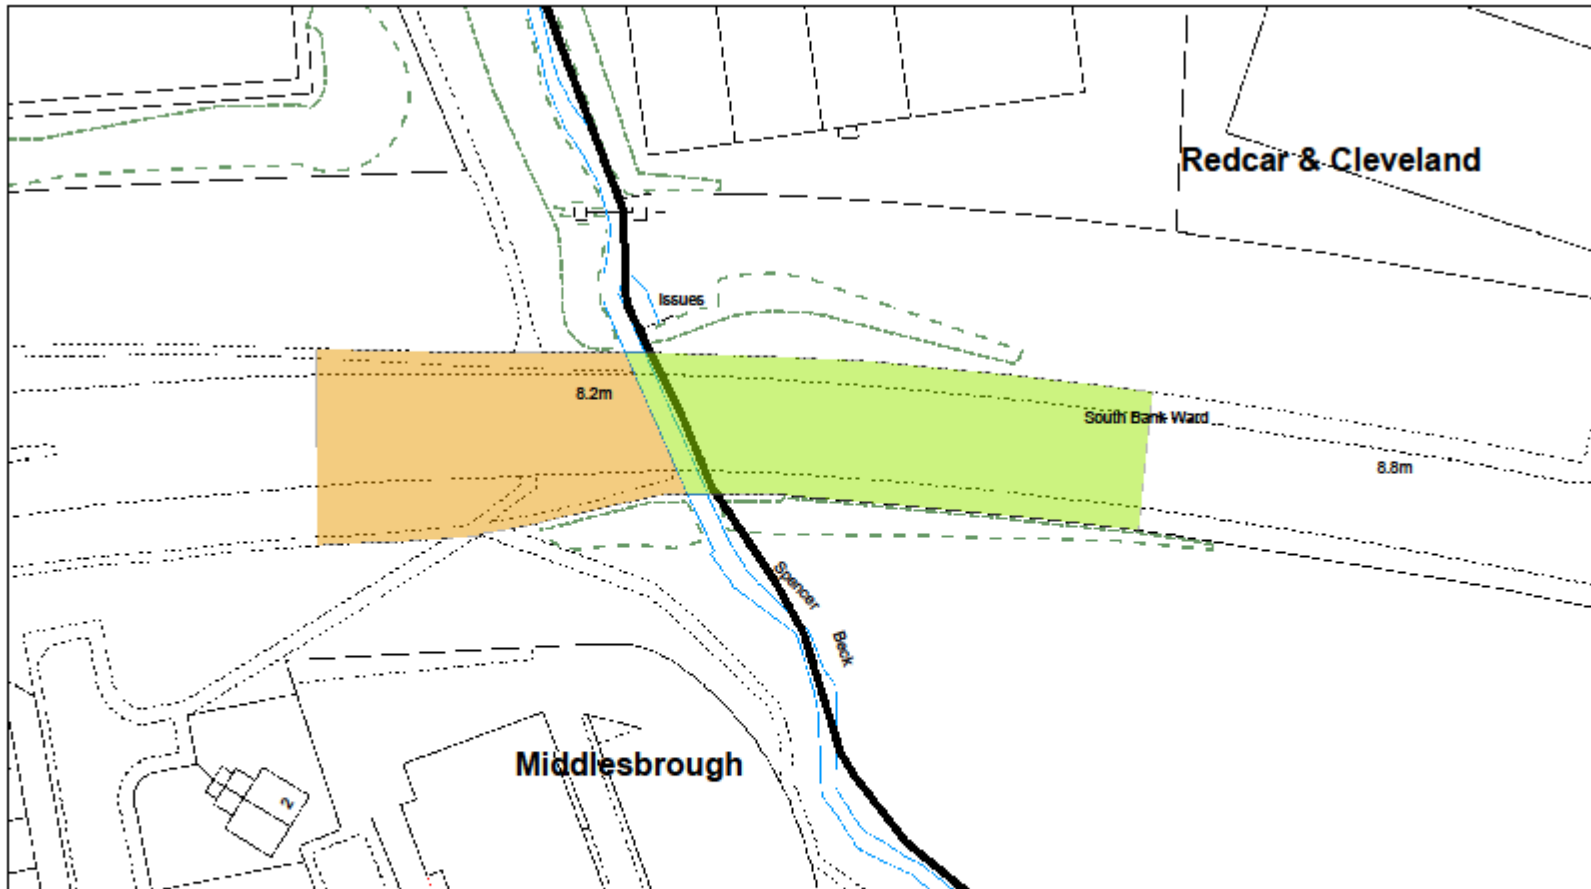 Redcar & Cleveland
Issues
8.2m
South Bank Ward
8.8m
Spencer
Beck
Middlesbrough
2